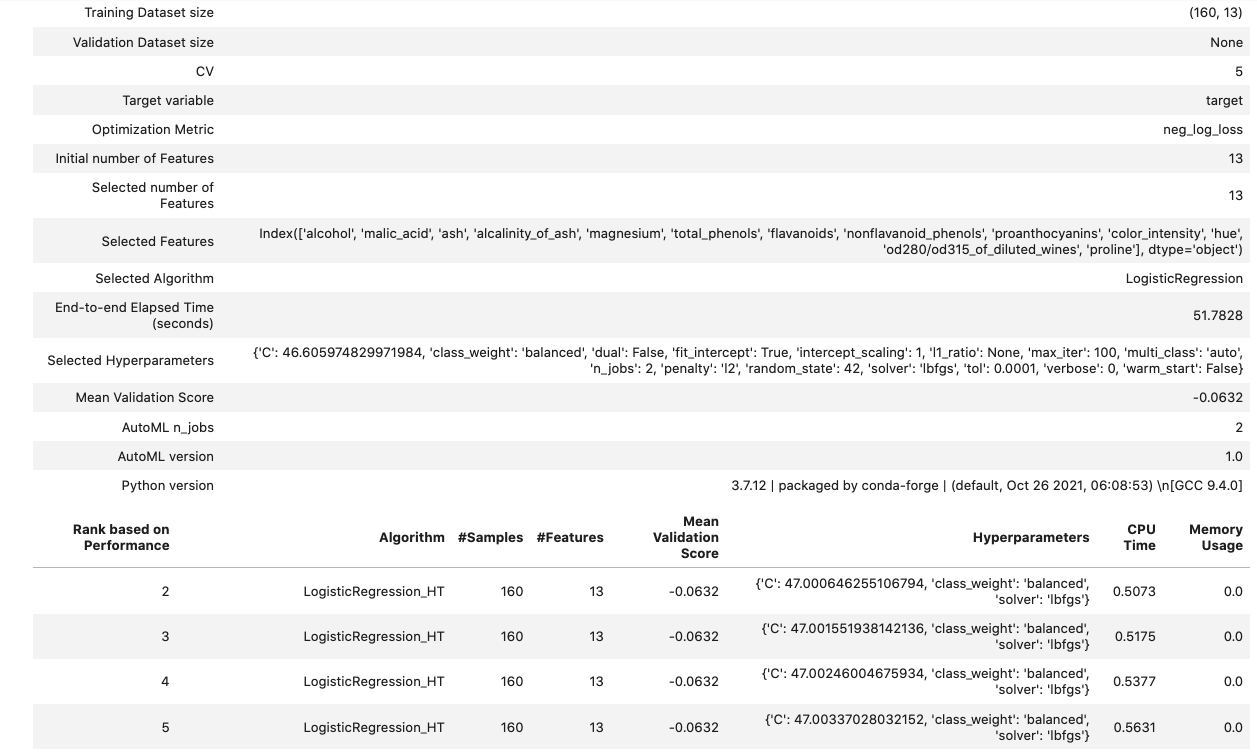 Training Dataset size (160, 13)
Validation Dataset size None
CV 5
Target variable target
Optimization Metric neg_log_loss
Initial number of Features 13
Selected number of
Features 13
Selected Features Index(['alcohol', 'malic_acid', 'ash', 'alcalinity_of_ash', 'magnesium', 'total_phenols', 'flavanoids', 'nonflavanoid_phenols', 'proanthocyanins', 'color_intensity', 'hue',
'od280/od315_of_diluted_wines', 'proline'], dtype='object')
Selected Algorithm LogisticRegression
End-to-end Elapsed Time
(seconds) 51.7828
Selected Hyperparameters {'C': 46.605974829971984, 'class_weight': 'balanced', 'dual': False, 'fit_intercept': True, 'intercept_scaling': 1, 'l1_ratio': None, 'max_iter': 100, 'multi_class': 'auto',
'n_jobs': 2, 'penalty': 'l2', 'random_state': 42, 'solver': 'lbfgs', 'tol': 0.0001, 'verbose': 0, 'warm_start': False}
Mean Validation Score -0.0632
AutoML n_jobs 2
AutoML version 1.0
Python version 3.7.12 | packaged by conda-forge | (default, Oct 26 2021, 06:08:53) \n[GCC 9.4.0]
Rank based on
Performance Algorithm #Samples #Features Mean
Validation
Score Hyperparameters CPU
Time Memory
Usage
2 LogisticRegression_HT 160 13 -0.0632 {'C': 47.000646255106794, 'class_weight': 'balanced',
'solver': 'lbfgs'} 0.5073 0.0
3 LogisticRegression_HT 160 13 -0.0632 {'C': 47.001551938142136, 'class_weight': 'balanced',
'solver': 'lbfgs'} 0.5175 0.0
4 LogisticRegression_HT 160 13 -0.0632 {'C': 47.00246004675934, 'class_weight': 'balanced',
'solver': 'lbfgs'} 0.5377 0.0
5 LogisticRegression_HT 160 13 -0.0632 {'C': 47.00337028032152, 'class_weight': 'balanced',
'solver': 'lbfgs'} 0.5631 0.0